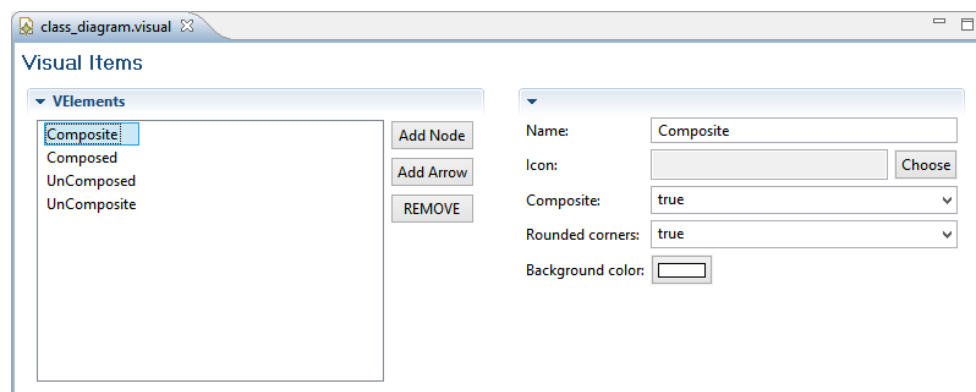 class_diagram.visual
Visual Items
VElements
Composite
Composed
UnComposed
UnComposite
Add Node
Add Arrow
REMOVE
Name: Composite
Icon: Choose
Composite: true
Rounded corners: true
Background color: